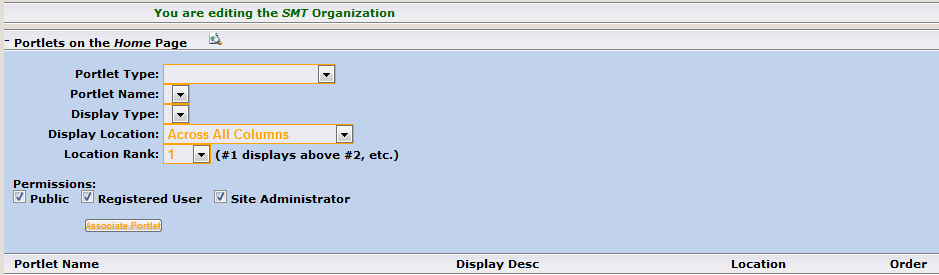 You are editing the SMT Organization
- Portlets on the Home Page
Portlet Type:
Portlet Name:
Display Type:
Display Location: Across All Columns
Location Rank: 1 (#1 displays above #2, etc.)
Permissions:
Public Registered User Site Administrator
Associate Portlet
Portlet Name Display Desc Location Order